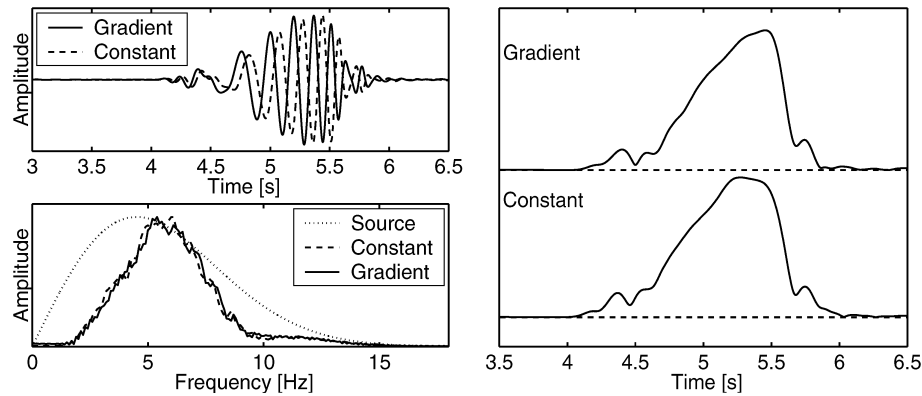 Amplitude
Gradient
Constant
3 3.5 4 4.5 5 5.5 6 6.5
Time [s]
Amplitude
Source
Constant
Gradient
0 5 10 15
Frequency [Hz]
Gradient
Constant
3.5 4 4.5 5 5.5 6 6.5
Time [s]